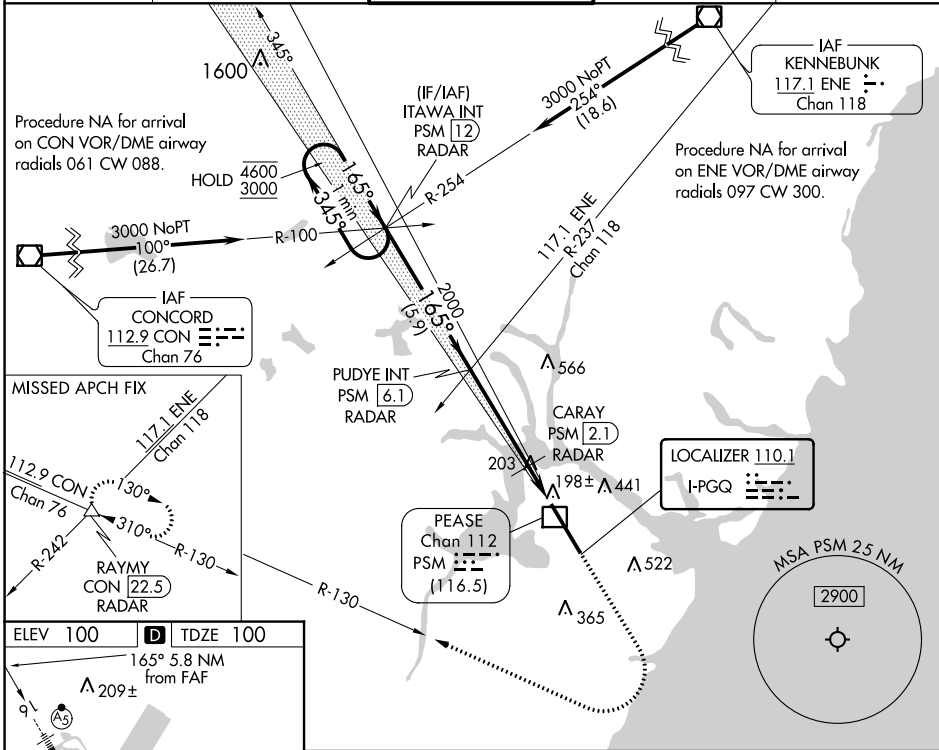 345°
1600
IAF
KENNEBUNK
117.1 ENE
Chan 118
3000 NoPT
254°
(18.6)
(IF/IAF)
ITAWA INT
PSM 12
RADAR
Procedure NA for arrival
on CON VOR/DME airway
radials 061 CW 088.
Procedure NA for arrival
on ENE VOR/DME airway
radials 097 CW 300.
HOLD 4600
3000
165°
1 min
345°
R-254
117.1 ENE
R-237
Chan 118
3000 NoPT
100°
(26.7)
R-100
IAF
CONCORD
112.9 CON
Chan 76
2000
165°
(5.9)
PUDYE INT
PSM 6.1
RADAR
566
CARAY
PSM 2.1
RADAR
203
198±
441
LOCALIZER 110.1
I-PGQ
PEASE
Chan 112
PSM
(116.5)
522
365
MISSED APCH FIX
117.1 ENE
Chan 118
112.9 CON
Chan 76
130°
310°
R-130
R-242
RAYMY
CON 22.5
RADAR
R-130
MSA PSM 25 NM
2900
ELEV 100
D
TDZE 100
165° 5.8 NM
from FAF
209±
A5
16